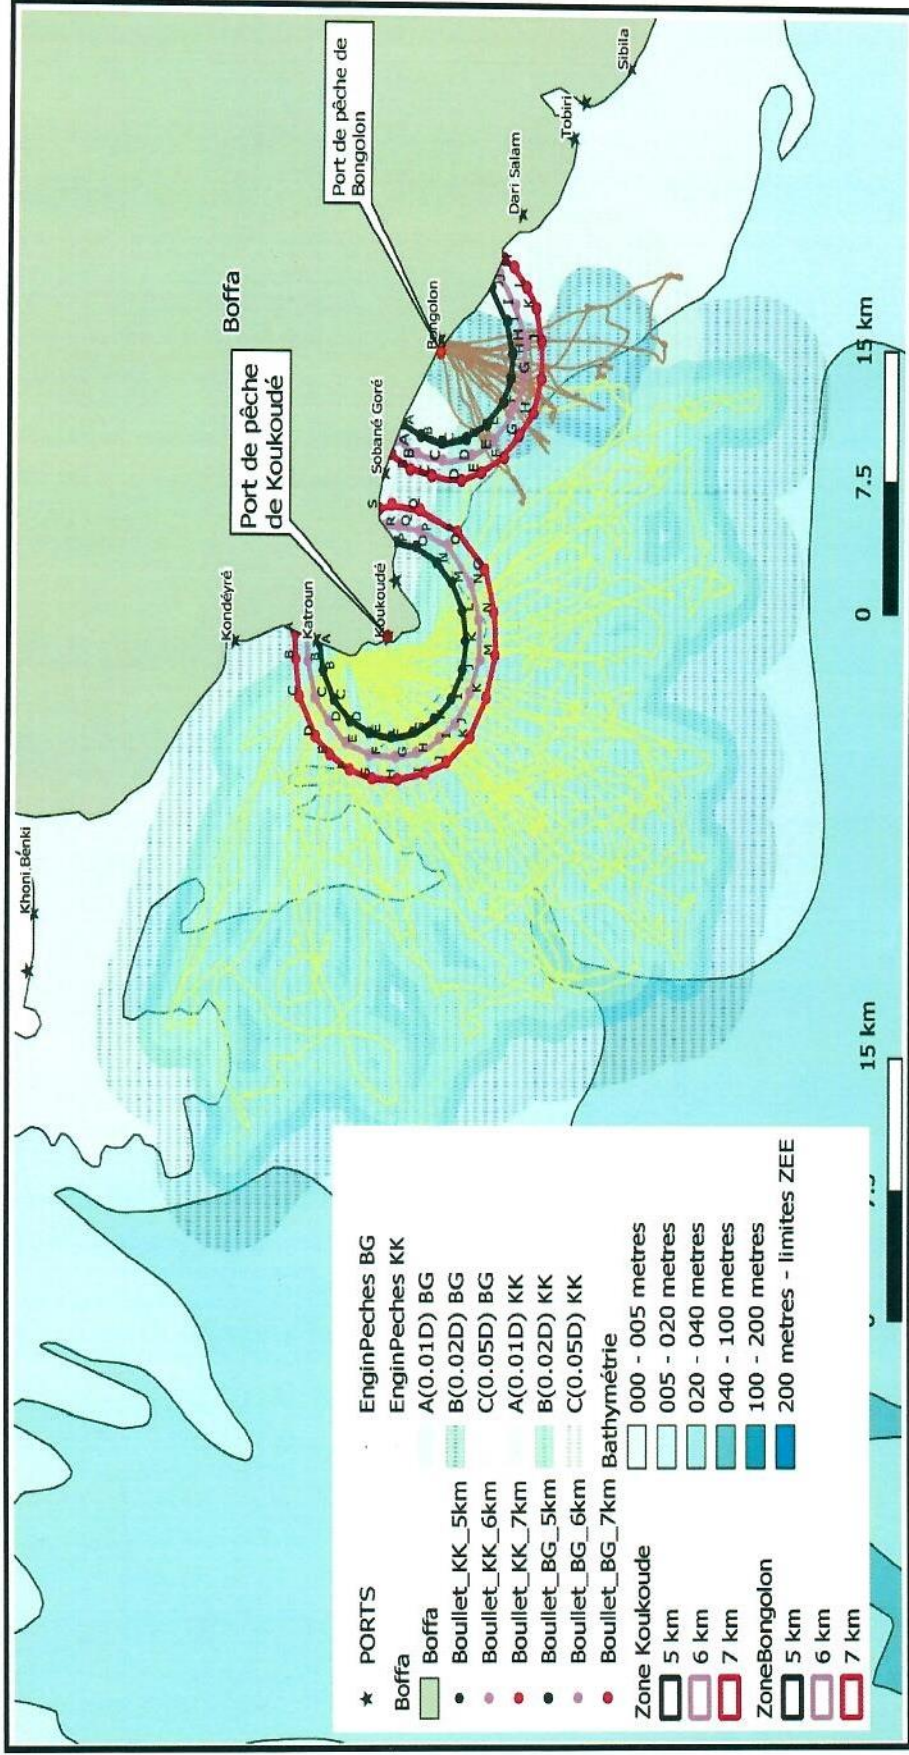 Khoni Bénki
Kondéyré
Katroun
Port de pêche
de Koukoudé
Koukoudé
Boffa
Sobané Goré
Port de pêche de
Bongolon
Bongolon
Dari Salam
Tobiri
Sibila
PORTS
Boffa
Boffa
Boullet_KK_5km
Boullet_KK_6km
Boullet_KK_7km
Boullet_BG_5km
Boullet_BG_6km
Boullet_BG_7km
Zone Koukoude
5 km
6 km
7 km
ZoneBongolon
5 km
6 km
7 km
EnginPeches BG
EnginPeches KK
A(0.01D) BG
B(0.02D) BG
C(0.05D) BG
A(0.01D) KK
B(0.02D) KK
C(0.05D) KK
Bathymétrie
000 - 005 metres
005 - 020 metres
020 - 040 metres
040 - 100 metres
100 - 200 metres
200 metres - limites ZEE
15 km
0
7.5
15 km